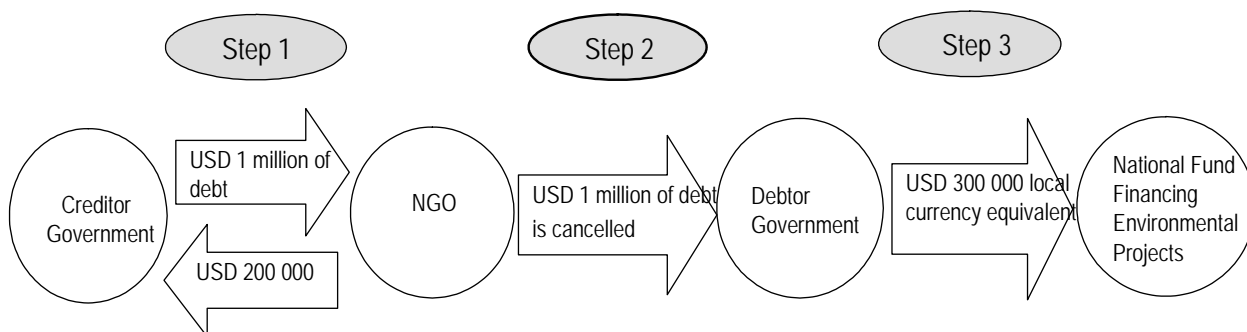 Step 1
Step 2
Step 3
Creditor
Government
USD 1 million of
debt
USD 200 000
NGO
USD 1 million of debt
is cancelled
Debtor
Government
USD 300 000 local
currency equivalent
National Fund
Financing
Environmental
Projects